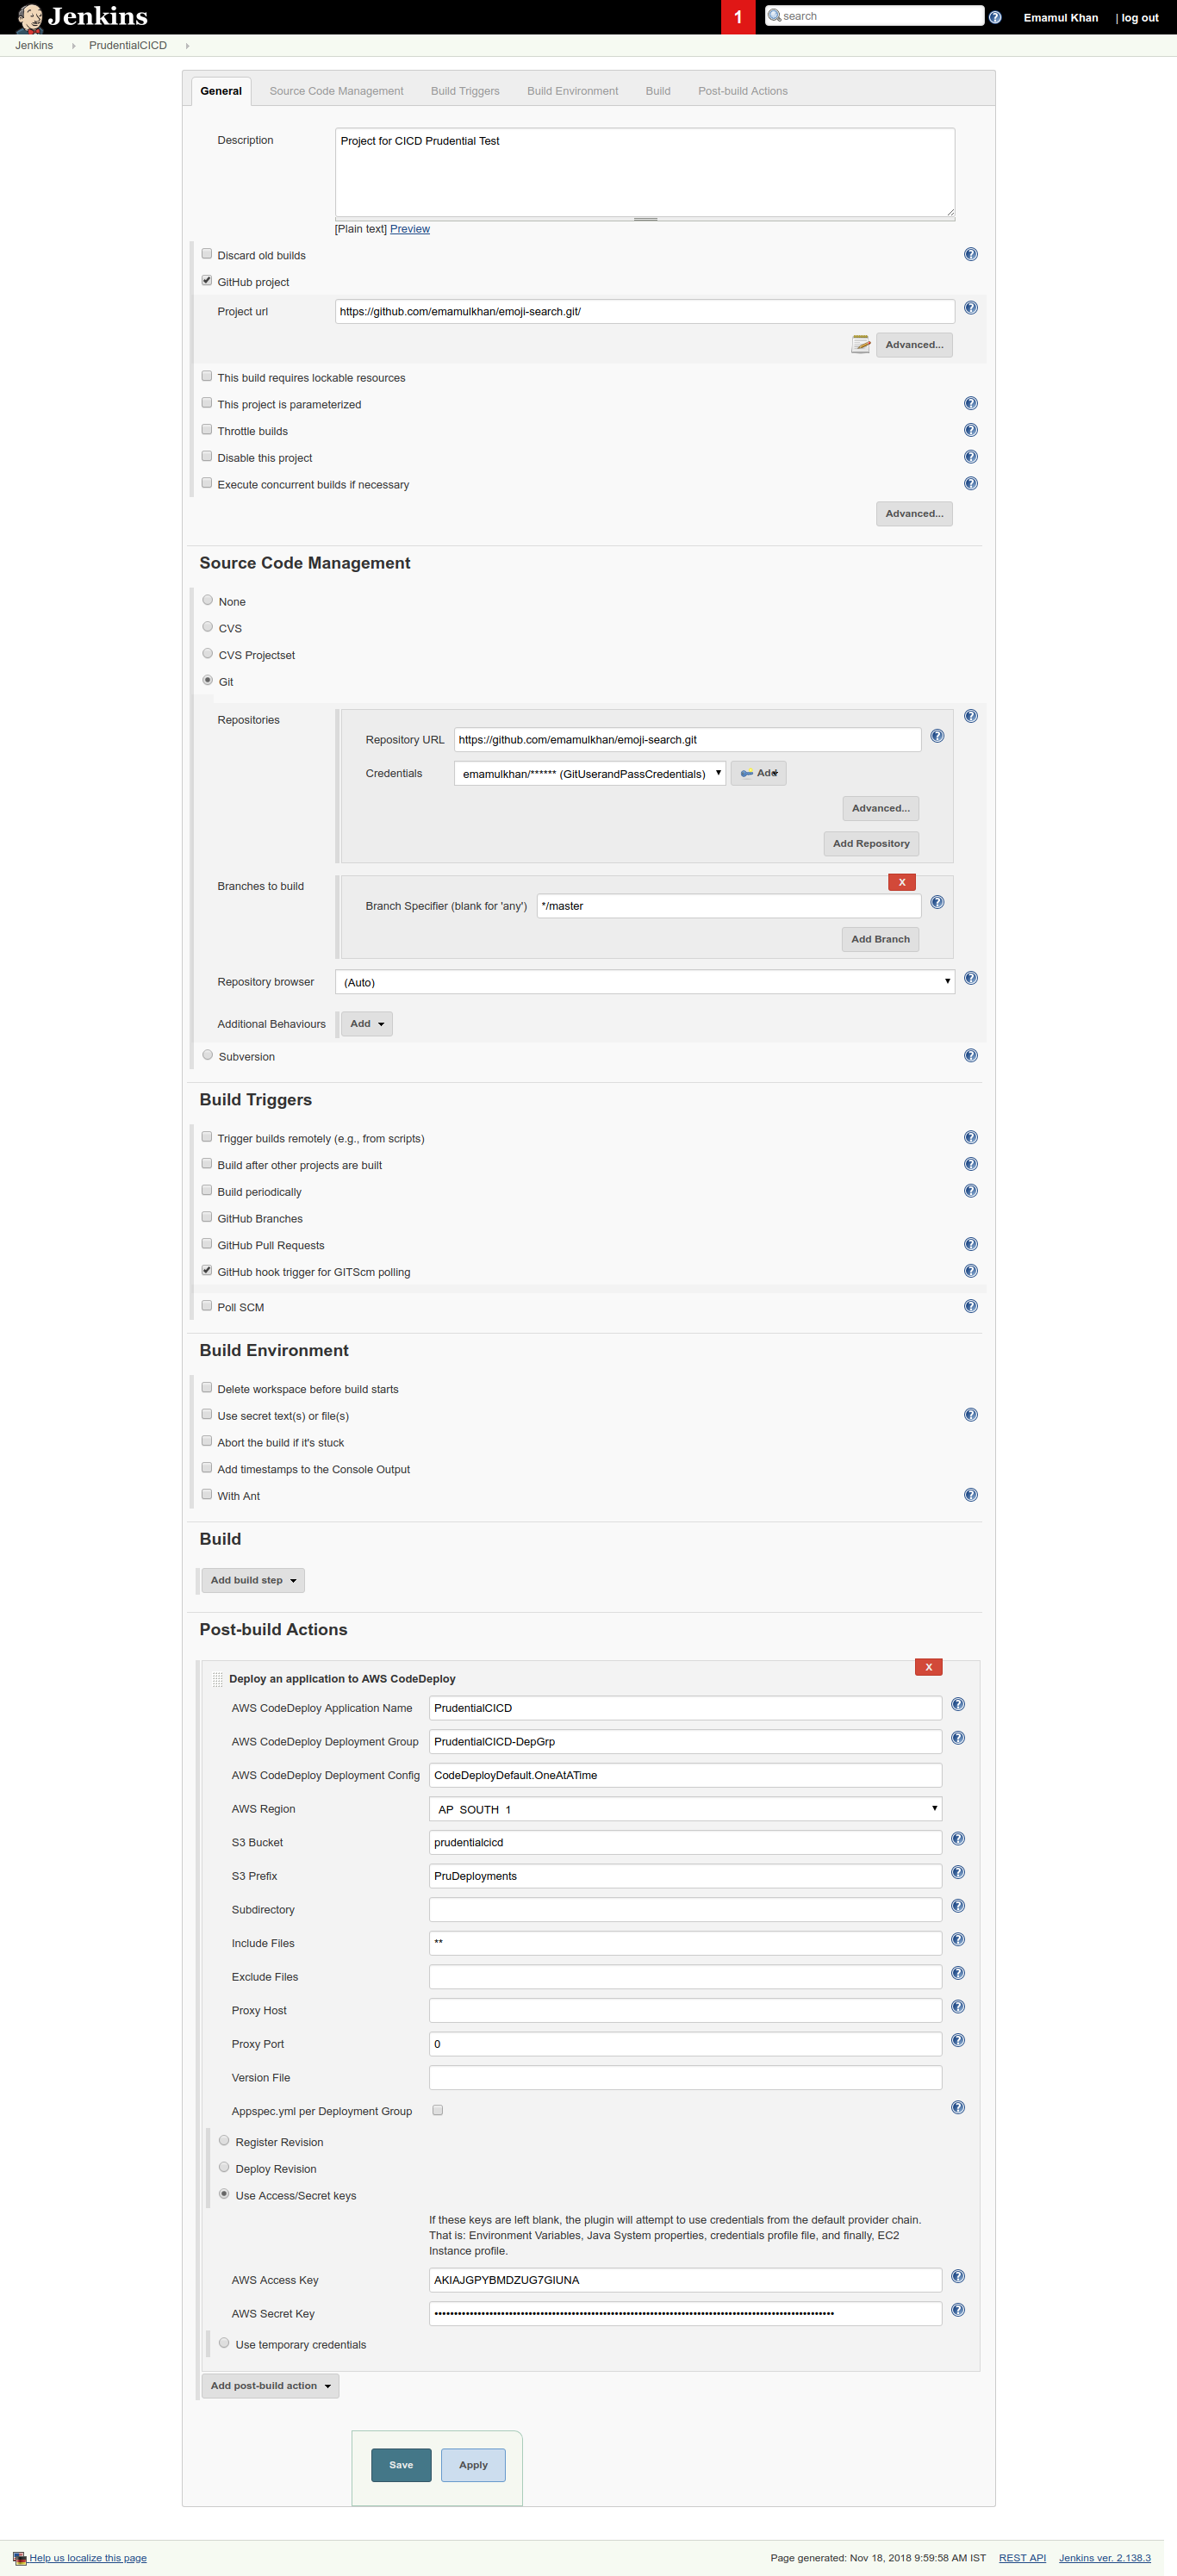 Jenkins
1
search
Emamul Khan
| log out
Jenkins
PrudentialCICD
General
Source Code Management
Build Triggers
Build Environment
Build
Post-build Actions
Description
Project for CICD Prudential Test
[Plain text] Preview
Discard old builds
GitHub project
Project url
https://github.com/emamulkhan/emoji-search.git/
Advanced...
This build requires lockable resources
This project is parameterized
Throttle builds
Disable this project
Execute concurrent builds if necessary
Advanced...
Source Code Management
None
CVS
CVS Projectset
Git
Repositories
Repository URL
https://github.com/emamulkhan/emoji-search.git
Credentials
emamulkhan/****** (GitUserandPassCredentials)
Add
Advanced...
Add Repository
Branches to build
X
Branch Specifier (blank for 'any')
*/master
Add Branch
Repository browser
(Auto)
Additional Behaviours
Add
Subversion
Build Triggers
Trigger builds remotely (e.g., from scripts)
Build after other projects are built
Build periodically
GitHub Branches
GitHub Pull Requests
GitHub hook trigger for GITScm polling
Poll SCM
Build Environment
Delete workspace before build starts
Use secret text(s) or file(s)
Abort the build if it's stuck
Add timestamps to the Console Output
With Ant
Build
Add build step
Post-build Actions
X
Deploy an application to AWS CodeDeploy
AWS CodeDeploy Application Name
PrudentialCICD
AWS CodeDeploy Deployment Group
PrudentialCICD-DepGrp
AWS CodeDeploy Deployment Config
CodeDeployDefault.OneAtATime
AWS Region
AP_SOUTH_1
S3 Bucket
prudentialcicd
S3 Prefix
PruDeployments
Subdirectory
Include Files
**
Exclude Files
Proxy Host
Proxy Port
0
Version File
Appspec.yml per Deployment Group
Register Revision
Deploy Revision
Use Access/Secret keys
If these keys are left blank, the plugin will attempt to use credentials from the default provider chain.
That is: Environment Variables, Java System properties, credentials profile file, and finally, EC2
Instance profile.
AWS Access Key
AKIAJGPYBMDZUG7GIUNA
AWS Secret Key
Use temporary credentials
Add post-build action
Save
Apply
Help us localize this page
Page generated: Nov 18, 2018 9:59:58 AM IST
REST API
Jenkins ver. 2.138.3